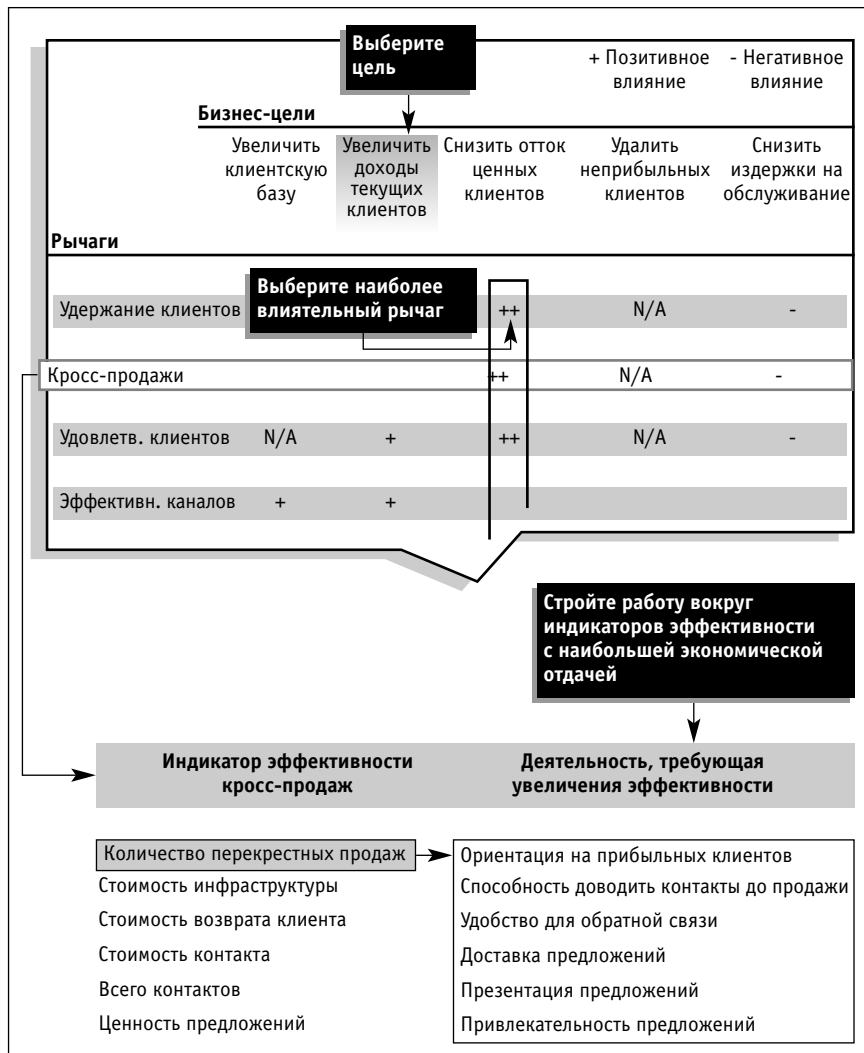 Выберите
цель
+ Позитивное
влияние
- Негативное
влияние
Бизнес-цели
Увеличить
клиентскую
базу
Увеличить
доходы
текущих
клиентов
Снизить отток
ценных
клиентов
Удалить
неприбыльных
клиентов
Снизить
издержки на
обслуживание
Рычаги
Выберите наиболее
влиятельный рычаг
Удержание клиентов ++ N/A -
Кросс-продажи ++ N/A -
Удовлетв. клиентов N/A + ++ N/A -
Эффективн. каналов + +
Стройте работу вокруг
индикаторов эффективности
с наибольшей экономической
отдачей
Индикатор эффективности
кросс-продаж
Деятельность, требующая
увеличения эффективности
Количество перекрестных продаж
Стоимость инфраструктуры
Стоимость возврата клиента
Стоимость контакта
Всего контактов
Ценность предложений
Ориентация на прибыльных клиентов
Способность доводить контакты до продажи
Удобство для обратной связи
Доставка предложений
Презентация предложений
Привлекательность предложений